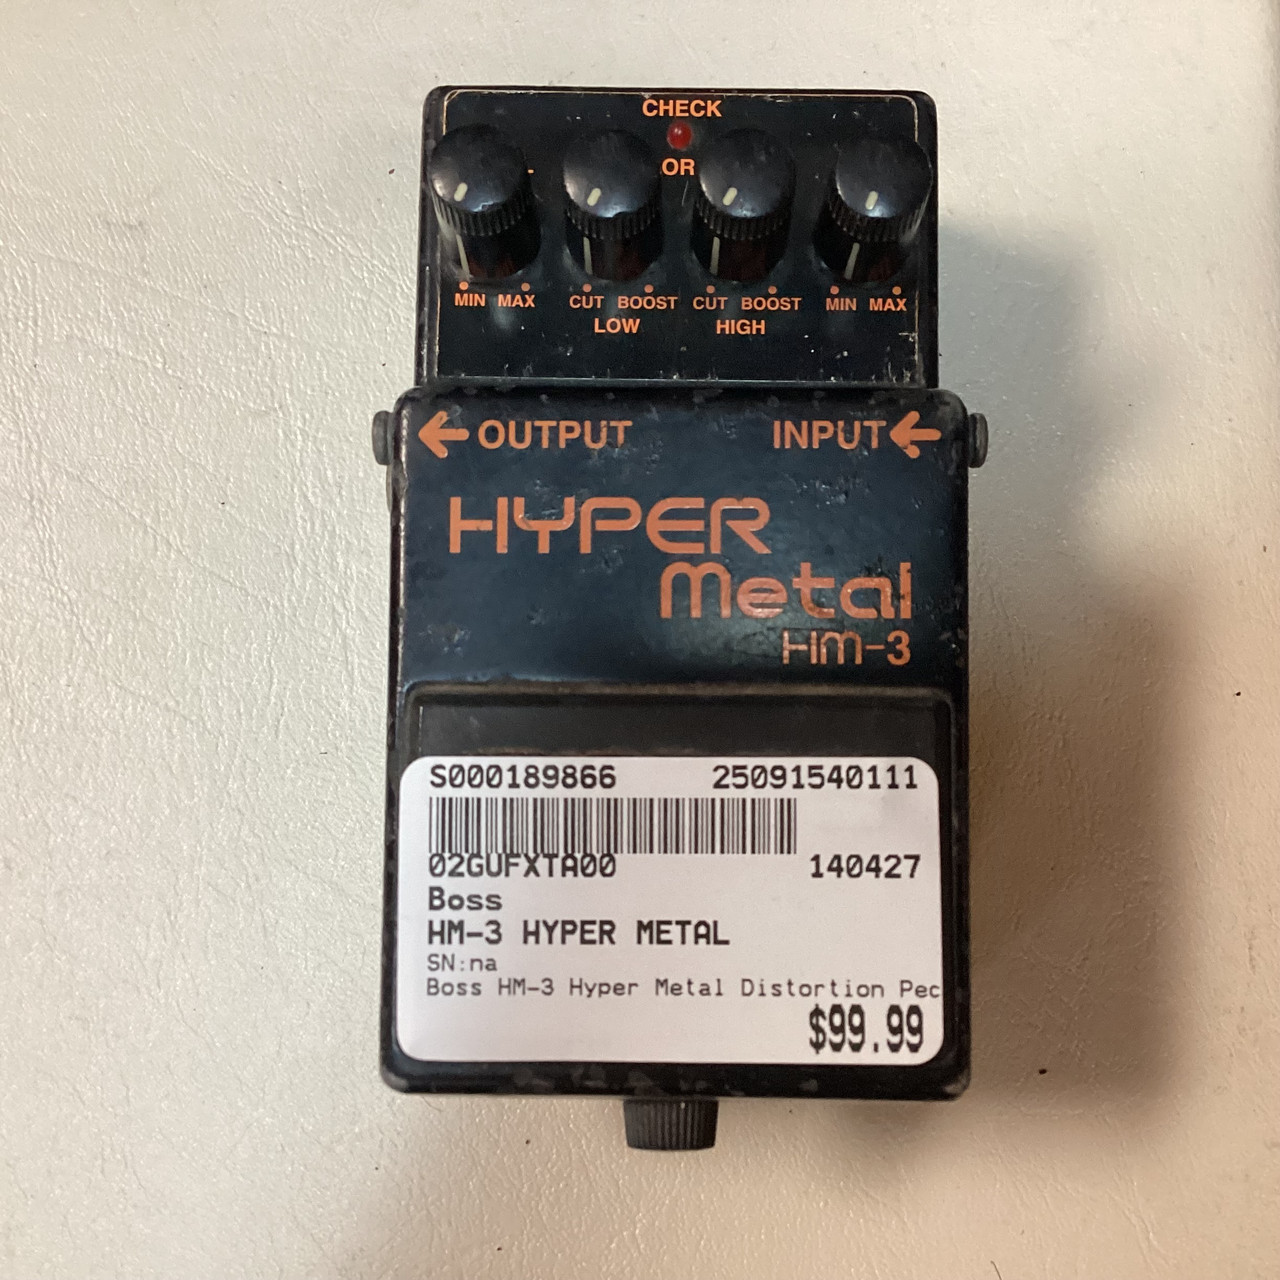 CHECK
OR
MIN MAX CUT BOOST CUT BOOST MIN MAX
LOW HIGH
← OUTPUT INPUT ←
HYPER
Metal
HM-3
S000189866 25091540111
02GUFXTA00 140427
Boss
HM-3 HYPER METAL
SN:na
Boss HM-3 Hyper Metal Distortion Pec
$99.99